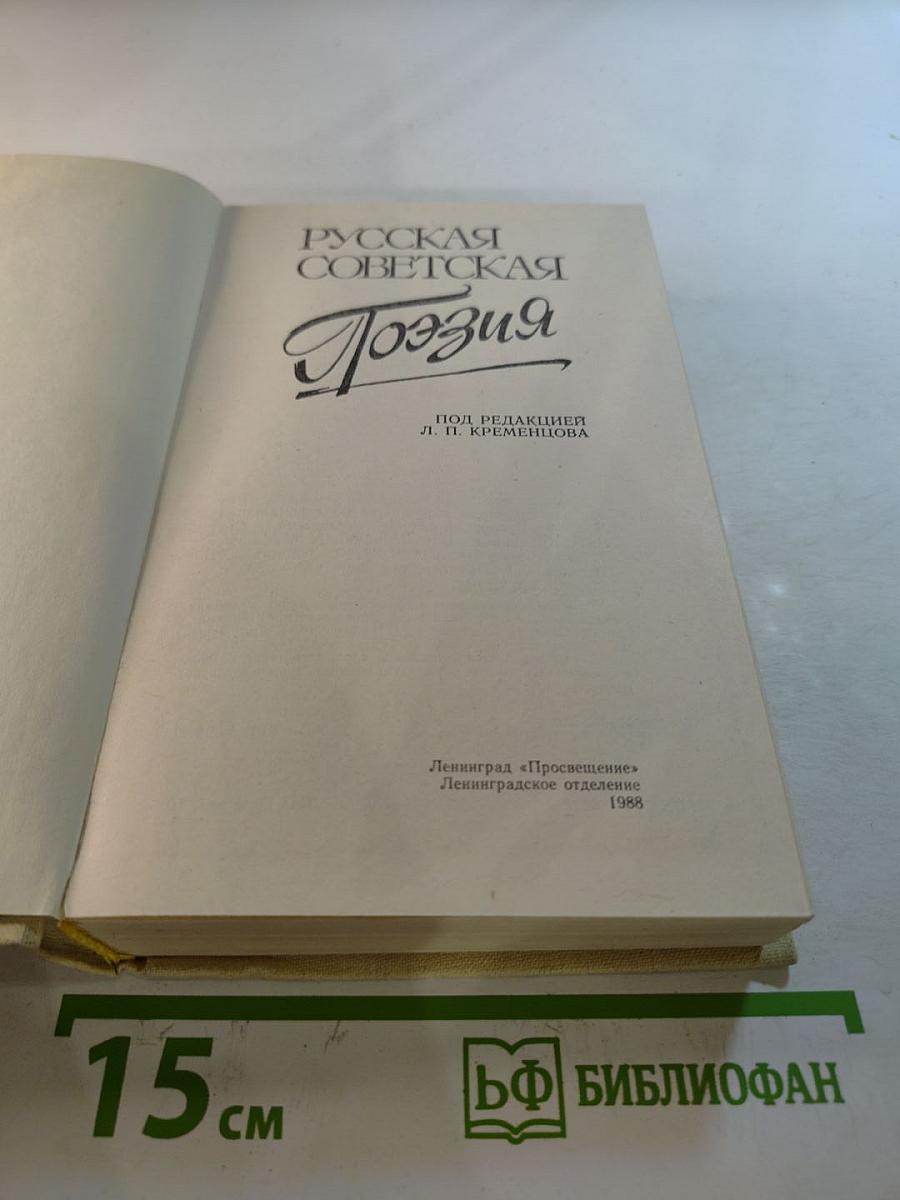 РУССКАЯ
СОВЕТСКАЯ
Поэзия
ПОД РЕДАКЦИЕЙ
Л. П. КРЕМЕНЦОВА
Ленинград «Просвещение»
Ленинградское отделение
1988
15 см
ЬФ БИБЛИОФАН